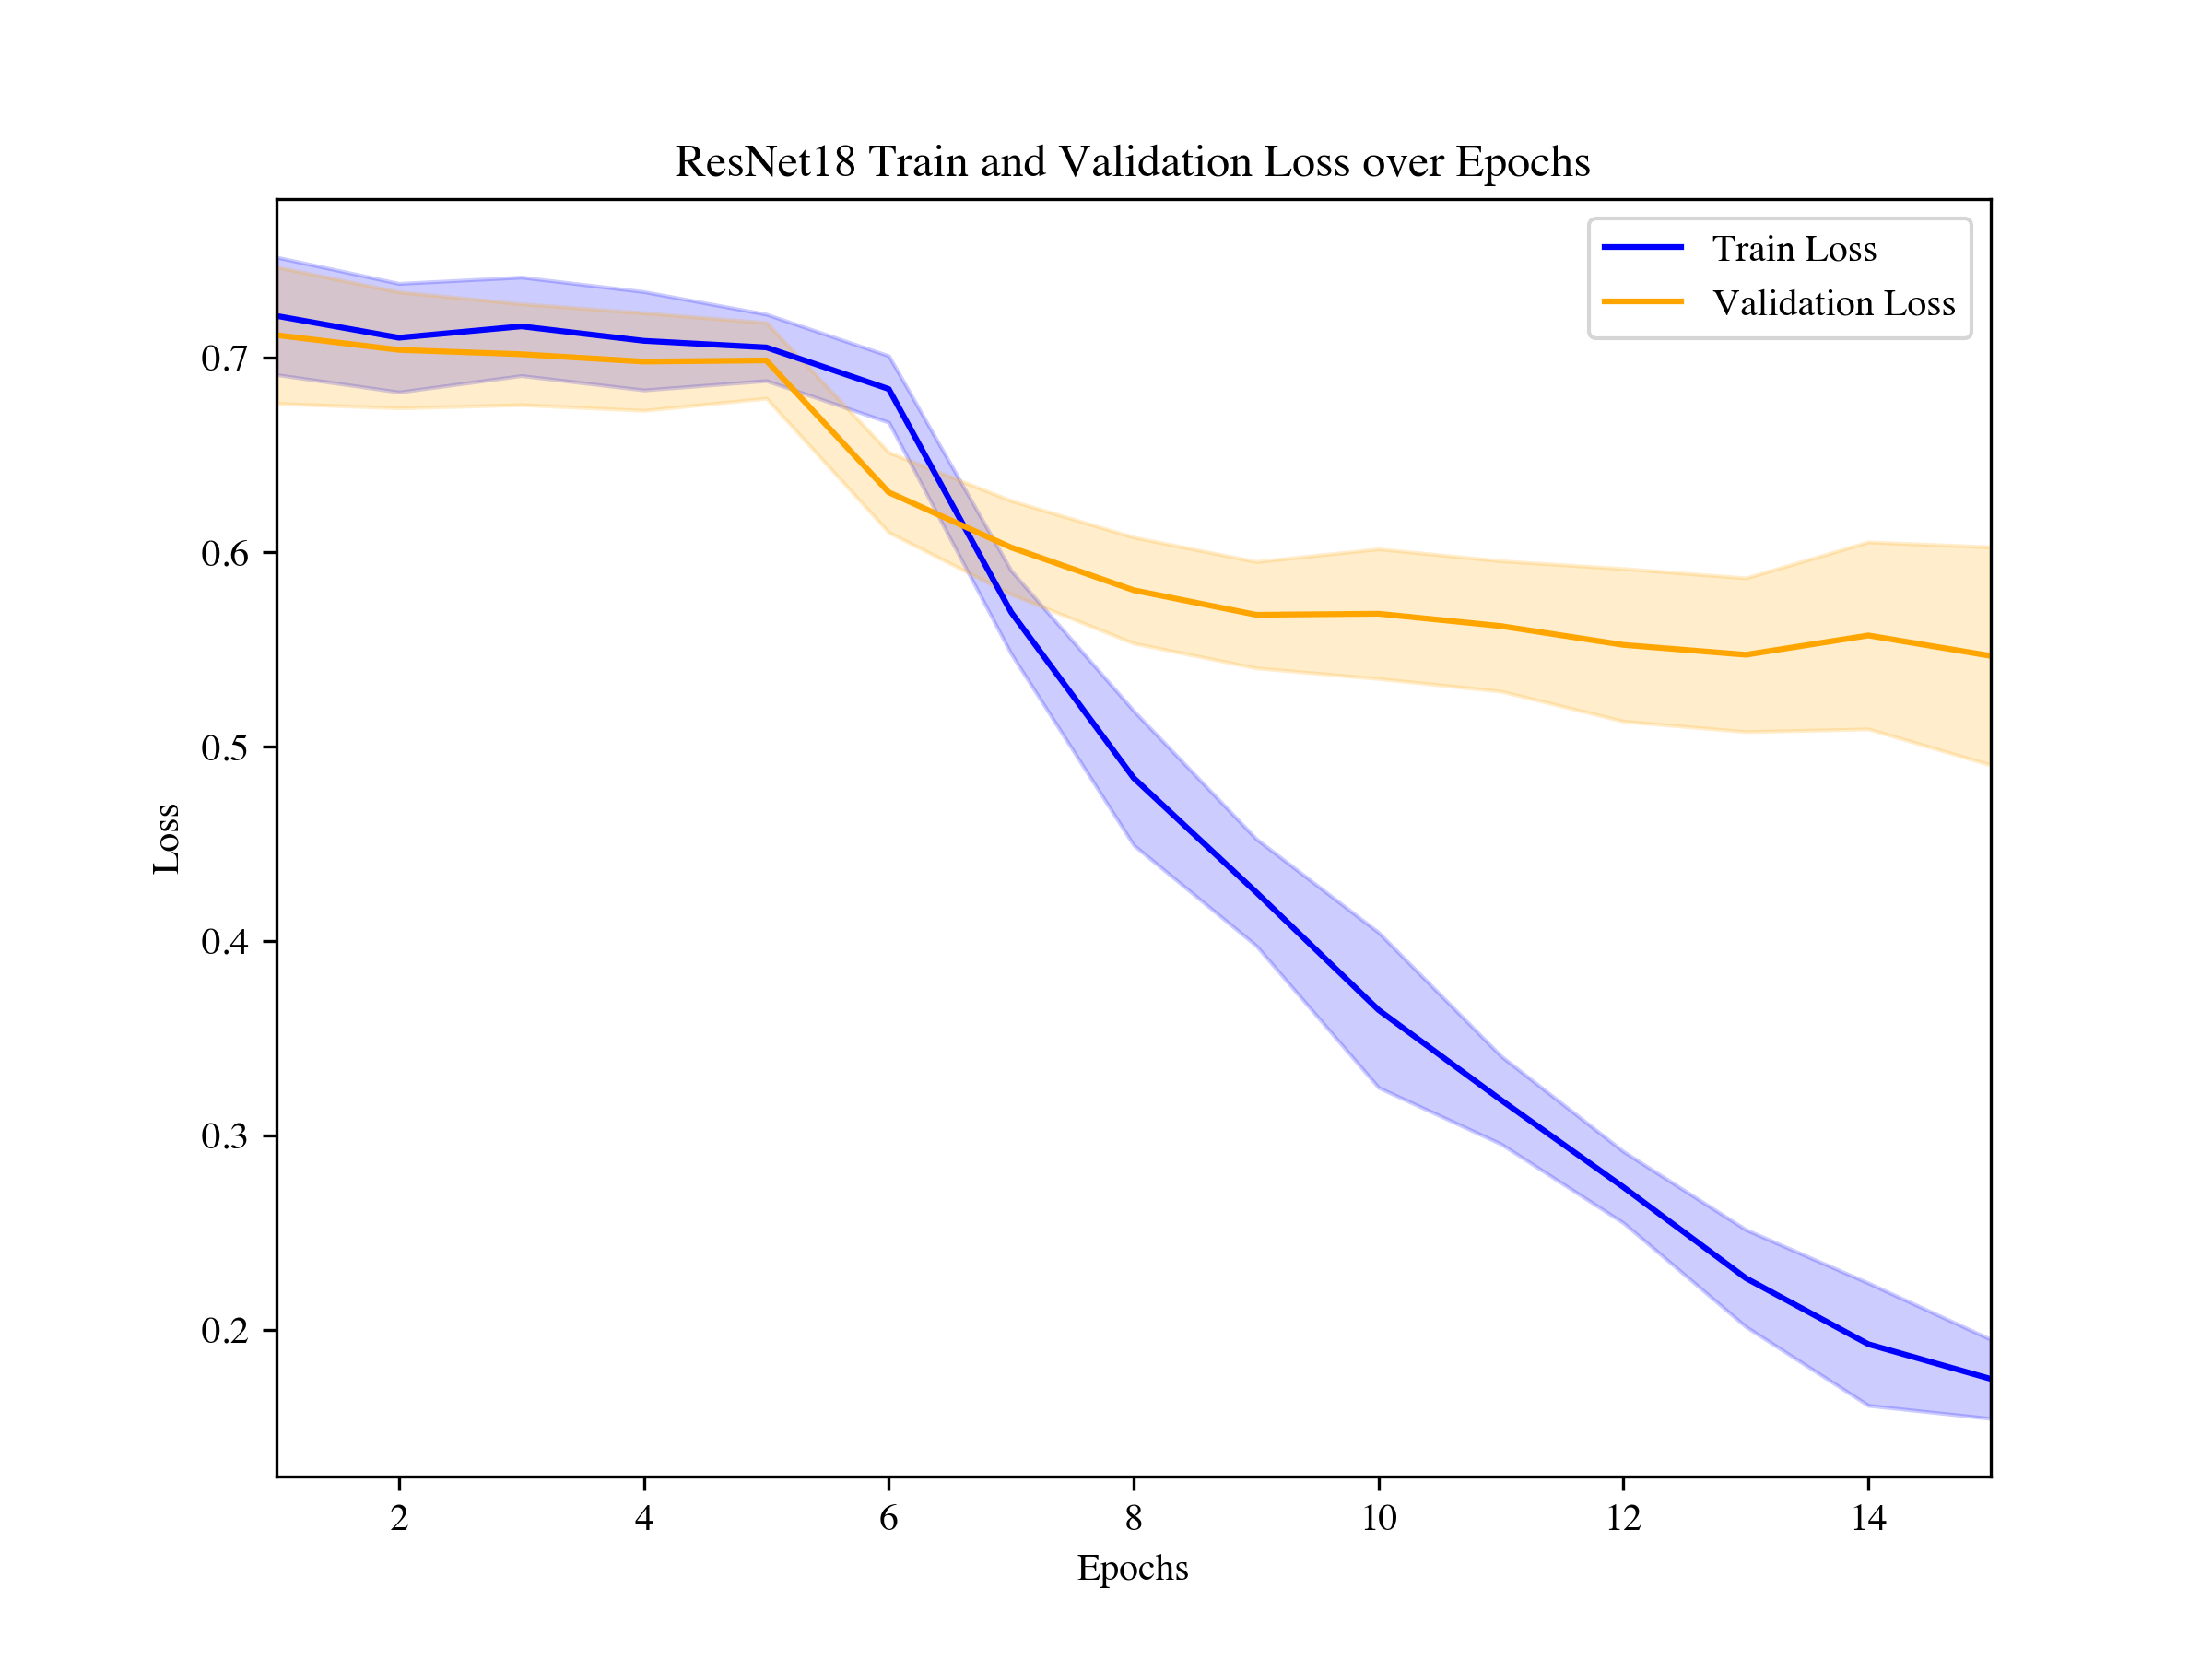 ResNet18 Train and Validation Loss over Epochs
Train Loss
Validation Loss
0.7
0.6
0.5
0.4
0.3
0.2
Loss
2 4 6 8 10 12 14
Epochs